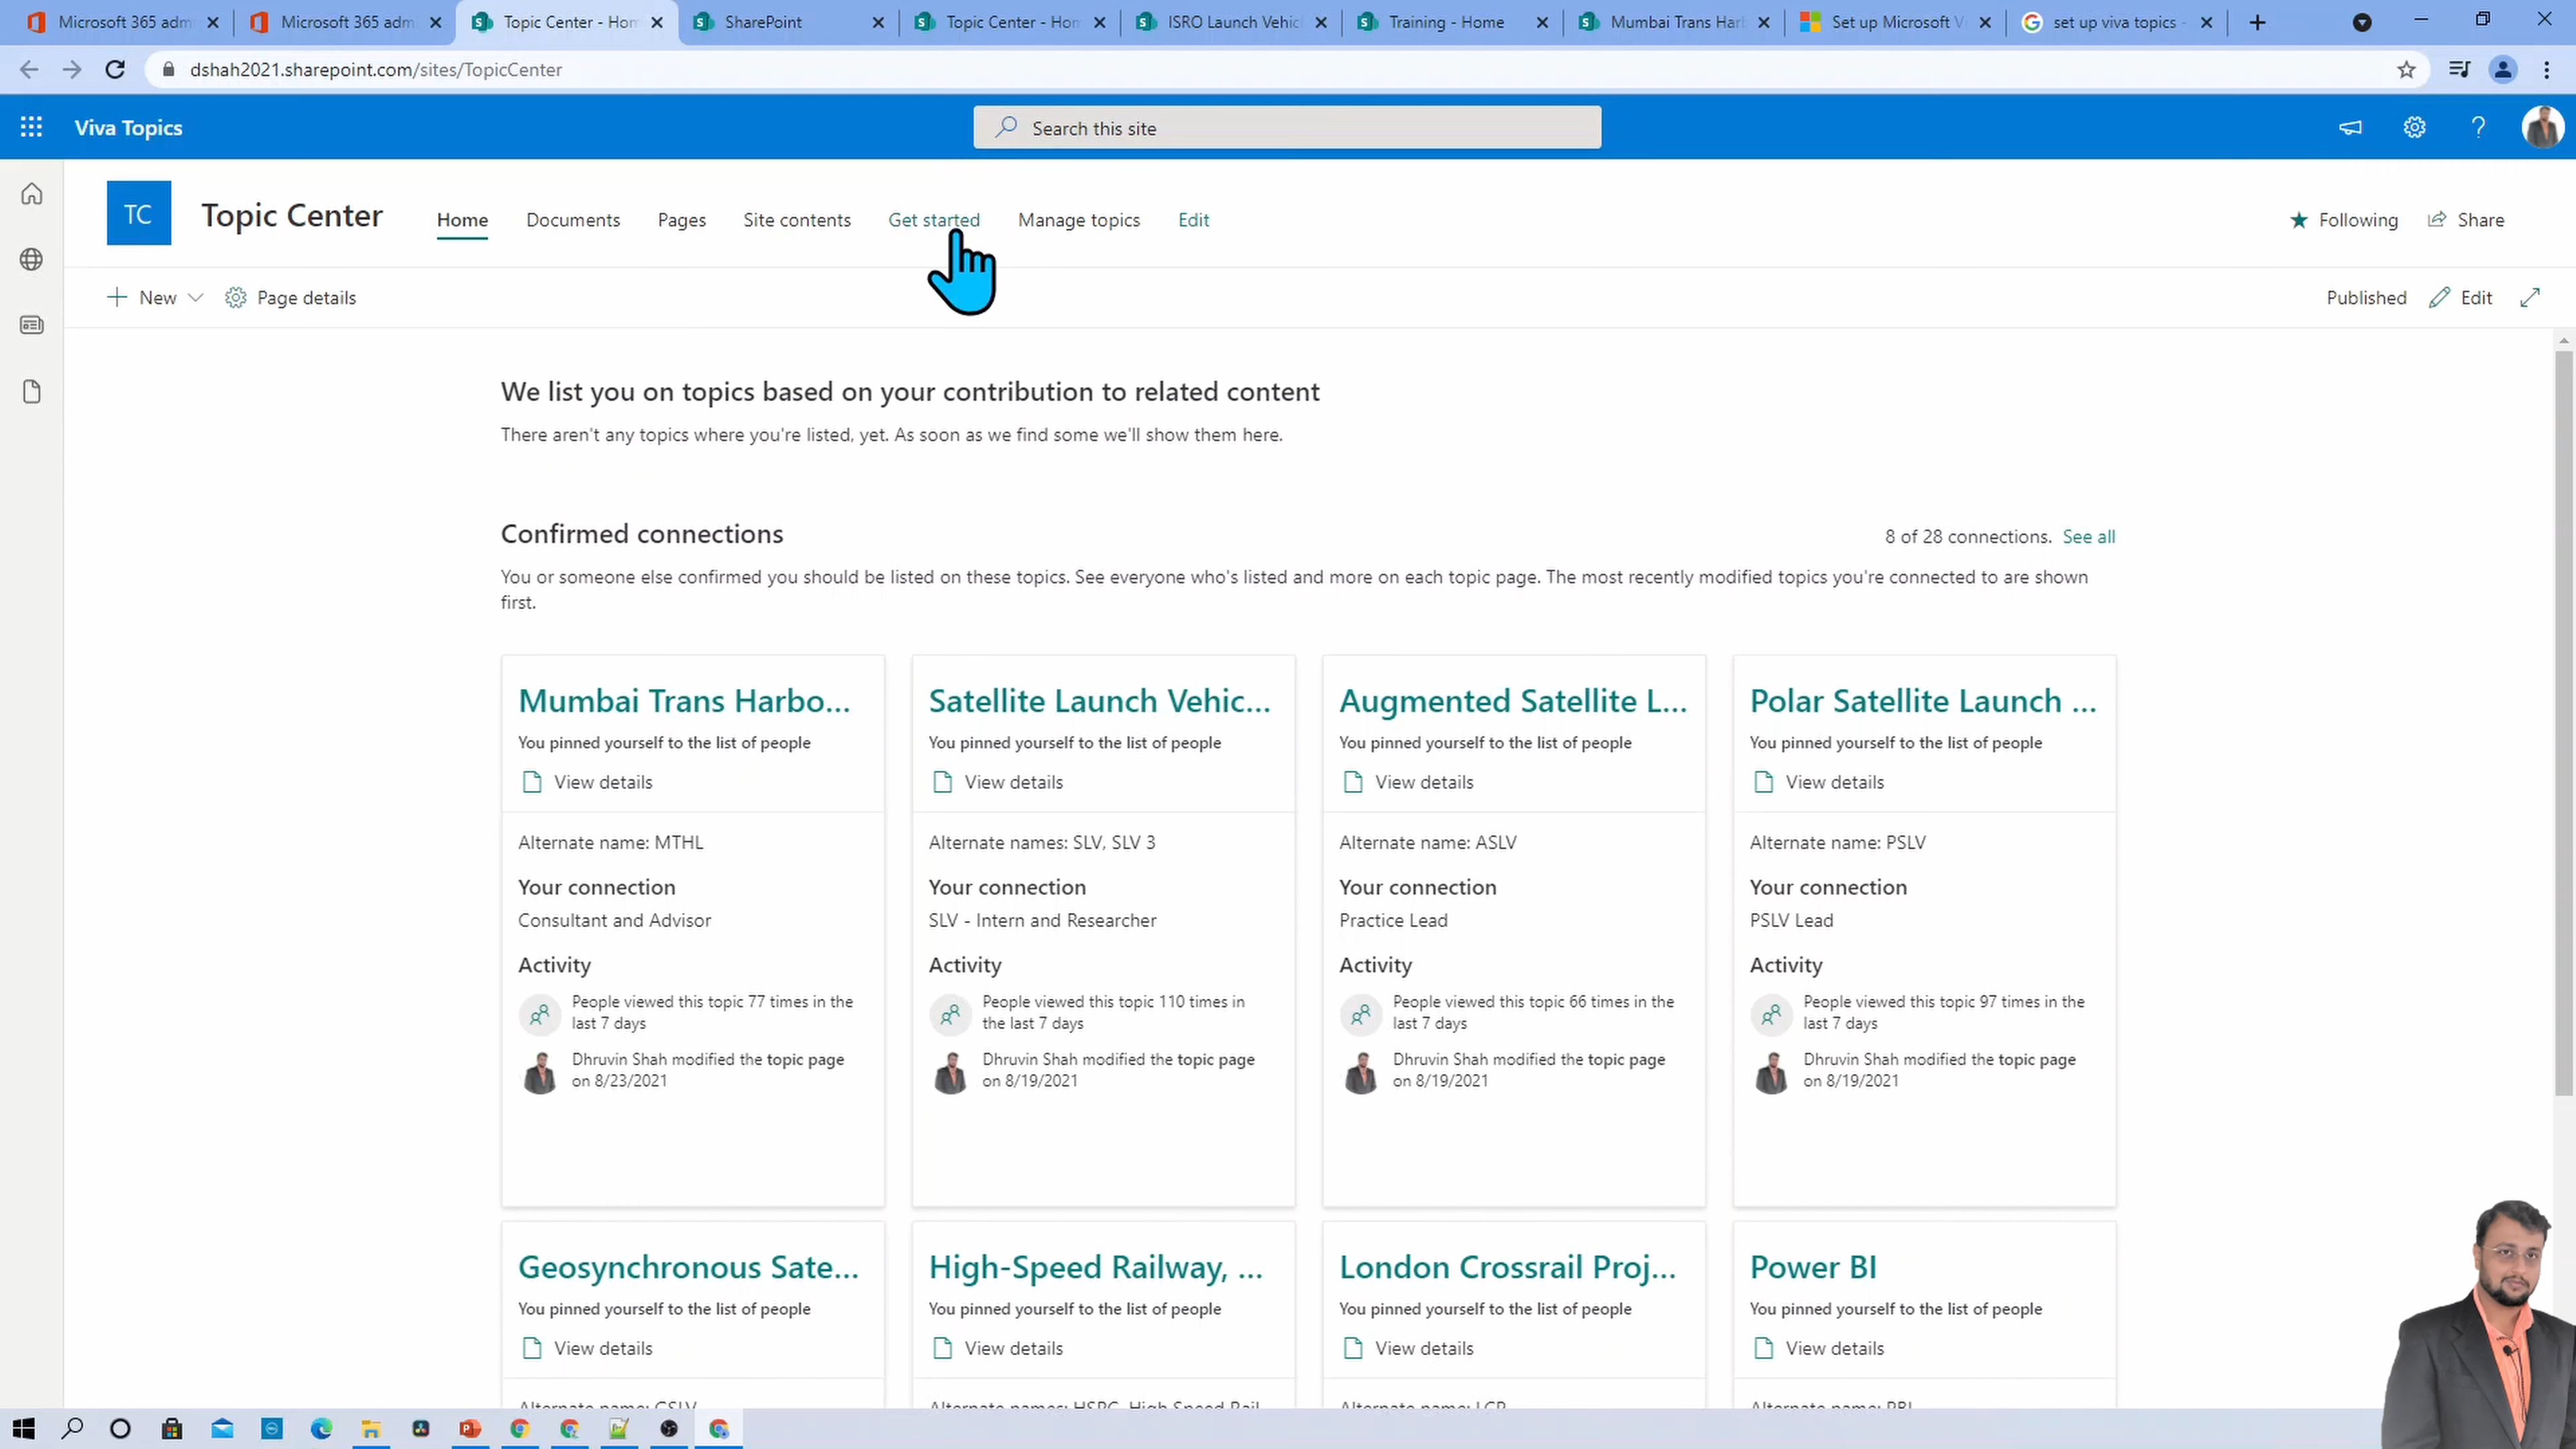 Microsoft 365 adm
Microsoft 365 adm
Topic Center - Hom
SharePoint
Topic Center - Hom
ISRO Launch Vehic
Training - Home
Mumbai Trans Har
Set up Microsoft V
set up viva topics -
dshah2021.sharepoint.com/sites/TopicCenter
Viva Topics
Search this site
TC
Topic Center
Home
Documents
Pages
Site contents
Get started
Manage topics
Edit
Following
Share
New
Page details
Published
Edit
We list you on topics based on your contribution to related content
There aren't any topics where you're listed, yet. As soon as we find some we'll show them here.
Confirmed connections
8 of 28 connections. See all
You or someone else confirmed you should be listed on these topics. See everyone who's listed and more on each topic page. The most recently modified topics you're connected to are shown
first.
Mumbai Trans Harbo...
You pinned yourself to the list of people
View details
Alternate name: MTHL
Your connection
Consultant and Advisor
Activity
People viewed this topic 77 times in the
last 7 days
Dhruvin Shah modified the topic page
on 8/23/2021
Satellite Launch Vehic...
You pinned yourself to the list of people
View details
Alternate names: SLV, SLV 3
Your connection
SLV - Intern and Researcher
Activity
People viewed this topic 110 times in
the last 7 days
Dhruvin Shah modified the topic page
on 8/19/2021
Augmented Satellite L...
You pinned yourself to the list of people
View details
Alternate name: ASLV
Your connection
Practice Lead
Activity
People viewed this topic 66 times in the
last 7 days
Dhruvin Shah modified the topic page
on 8/19/2021
Polar Satellite Launch ...
You pinned yourself to the list of people
View details
Alternate name: PSLV
Your connection
PSLV Lead
Activity
People viewed this topic 97 times in the
last 7 days
Dhruvin Shah modified the topic page
on 8/19/2021
Geosynchronous Sate...
You pinned yourself to the list of people
View details
Alternate name: GSLV
High-Speed Railway, ...
You pinned yourself to the list of people
View details
Alternate names: HSRC, High Speed Rail
London Crossrail Proj...
You pinned yourself to the list of people
View details
Alternate name: LCP
Power BI
You pinned yourself to the list of people
View details
Alternate name: PBI